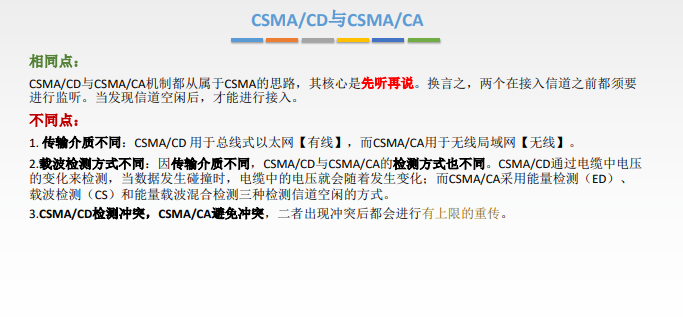 CSMA/CD与CSMA/CA
相同点：
CSMA/CD与CSMA/CA机制都从属于CSMA的思路，其核心是先听再说。换言之，两个在接入信道之前都须要
进行监听。当发现信道空闲后，才能进行接入。
不同点：
1. 传输介质不同：CSMA/CD 用于总线式以太网【有线】，而CSMA/CA用于无线局域网【无线】。
2.载波检测方式不同：因传输介质不同，CSMA/CD与CSMA/CA的检测方式也不同。CSMA/CD通过电缆中电压
的变化来检测，当数据发生碰撞时，电缆中的电压就会随着发生变化；而CSMA/CA采用能量检测（ED）、
载波检测（CS）和能量载波混合检测三种检测信道空闲的方式。
3.CSMA/CD检测冲突，CSMA/CA避免冲突，二者出现冲突后都会进行有上限的重传。